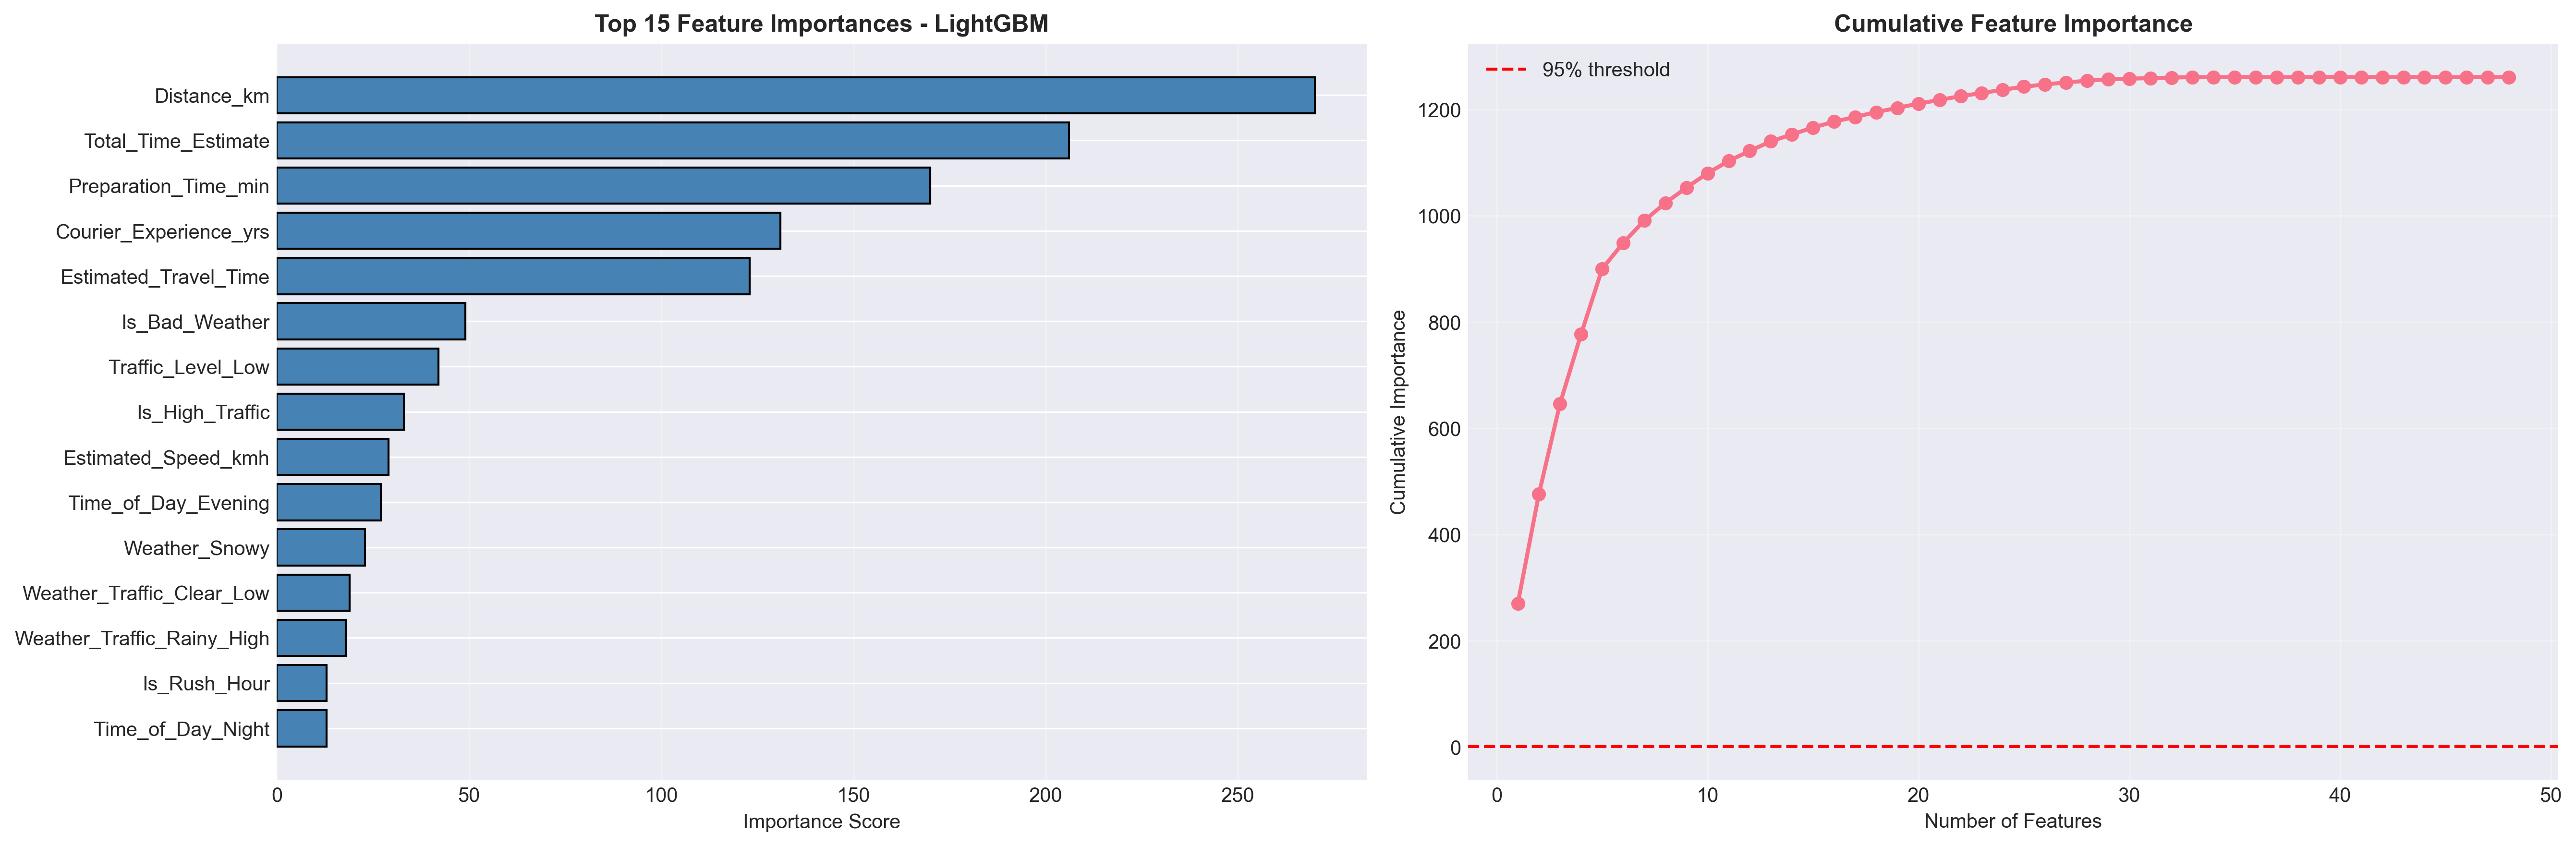 Top 15 Feature Importances - LightGBM
Distance_km
Total_Time_Estimate
Preparation_Time_min
Courier_Experience_yrs
Estimated_Travel_Time
Is_Bad_Weather
Traffic_Level_Low
Is_High_Traffic
Estimated_Speed_kmh
Time_of_Day_Evening
Weather_Snowy
Weather_Traffic_Clear_Low
Weather_Traffic_Rainy_High
Is_Rush_Hour
Time_of_Day_Night
0 50 100 150 200 250
Importance Score
Cumulative Feature Importance
95% threshold
Cumulative Importance
1200
1000
800
600
400
200
0
0 10 20 30 40 50
Number of Features